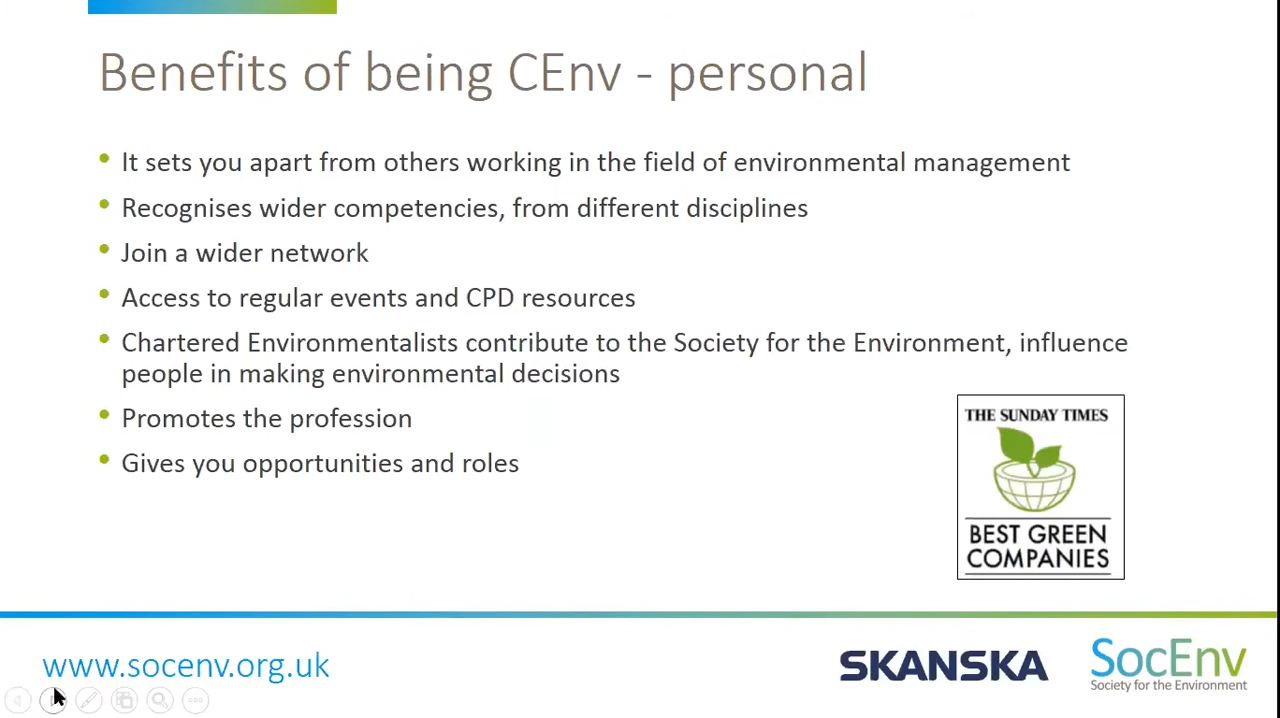 Benefits of being CEnv - personal
• It sets you apart from others working in the field of environmental management
• Recognises wider competencies, from different disciplines
• Join a wider network
• Access to regular events and CPD resources
• Chartered Environmentalists contribute to the Society for the Environment, influence
people in making environmental decisions
• Promotes the profession
• Gives you opportunities and roles
THE SUNDAY TIMES
BEST GREEN
COMPANIES
www.socenv.org.uk
SKANSKA
SocEnv
Society for the Environment